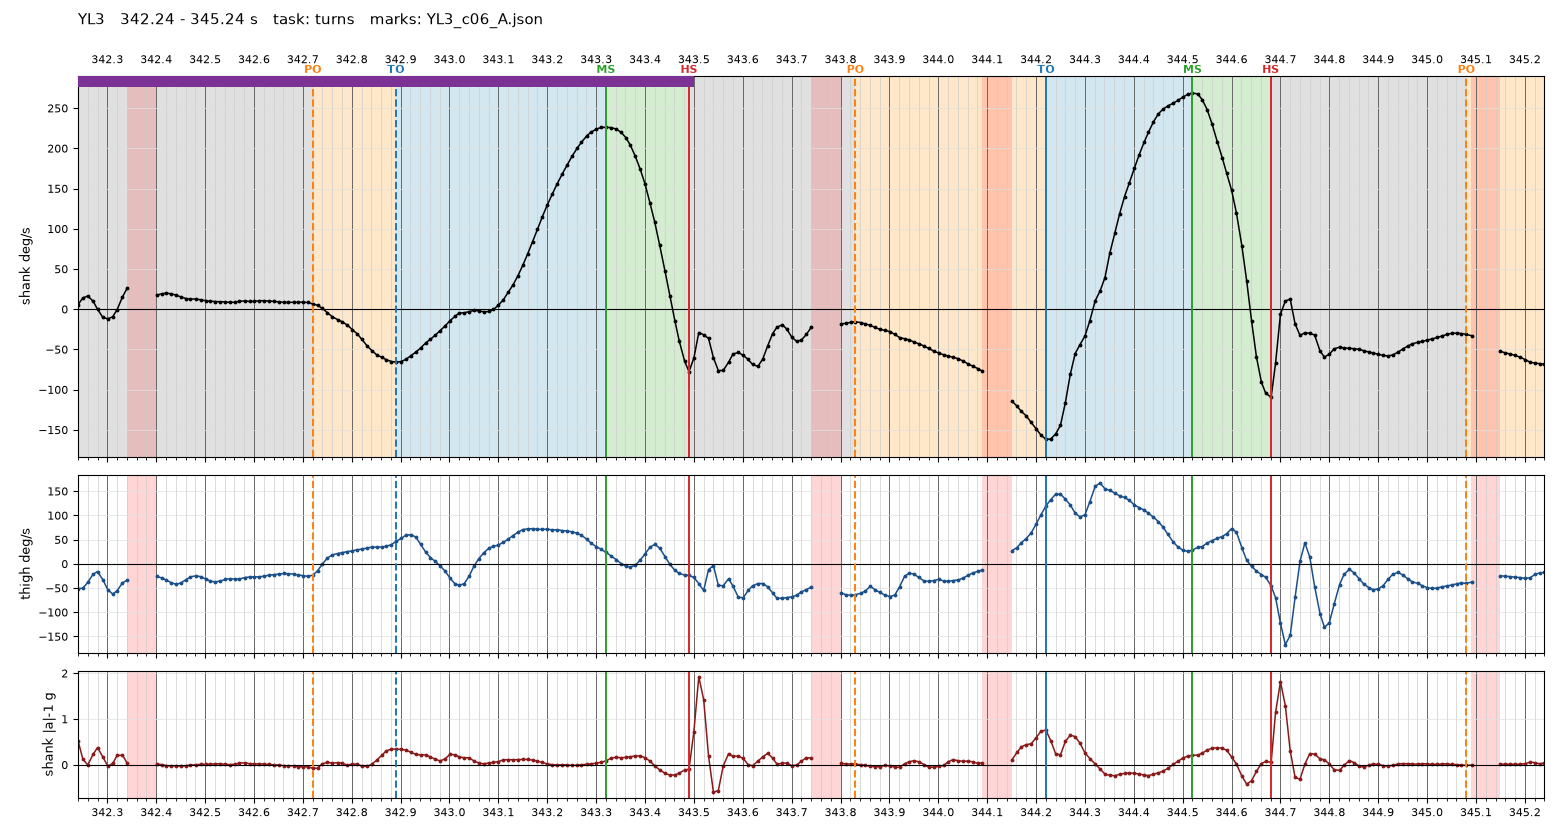 YL3   342.24 - 345.24 s   task: turns   marks: YL3_c06_A.json
342.3 342.4 342.5 342.6 342.7 342.8 342.9 343.0 343.1 343.2 343.3 343.4 343.5 343.6 343.7 343.8 343.9 344.0 344.1 344.2 344.3 344.4 344.5 344.6 344.7 344.8 344.9 345.0 345.1 345.2
PO TO MS HS PO TO MS HS PO
250
200
150
100
50
0
−50
−100
−150
shank deg/s
150
100
50
0
−50
−100
−150
thigh deg/s
2
1
0
shank |a|-1 g
342.3 342.4 342.5 342.6 342.7 342.8 342.9 343.0 343.1 343.2 343.3 343.4 343.5 343.6 343.7 343.8 343.9 344.0 344.1 344.2 344.3 344.4 344.5 344.6 344.7 344.8 344.9 345.0 345.1 345.2